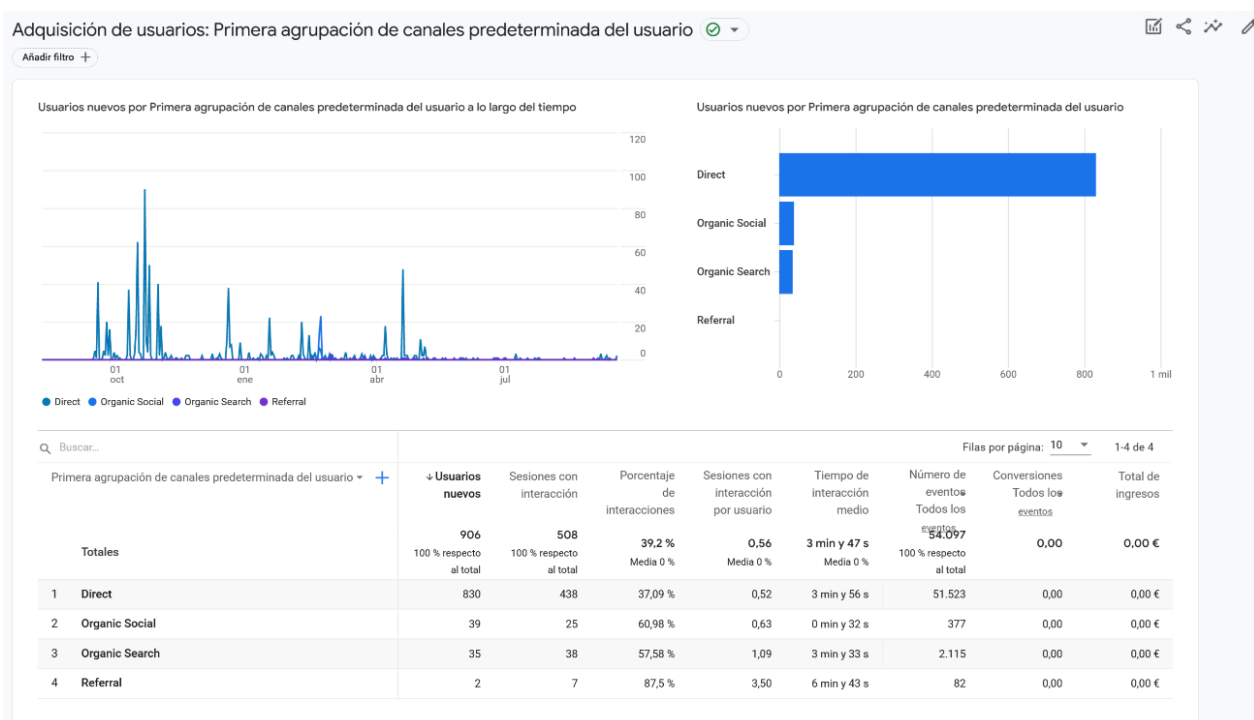 Adquisición de usuarios: Primera agrupación de canales predeterminada del usuario
Añadir filtro
Usuarios nuevos por Primera agrupación de canales predeterminada del usuario a lo largo del tiempo
120
100
80
60
40
20
0
01 oct
01 ene
01 abr
01 jul
Direct Organic Social Organic Search Referral
Usuarios nuevos por Primera agrupación de canales predeterminada del usuario
Direct
Organic Social
Organic Search
Referral
0 200 400 600 800 1 mil
Buscar...
Filas por página: 10 1-4 de 4
Primera agrupación de canales predeterminada del usuario
Usuarios nuevos
Sesiones con interacción
Porcentaje de interacciones
Sesiones con interacción por usuario
Tiempo de interacción medio
Número de eventos
Todos los eventos
Conversiones
Todos los eventos
Total de ingresos
Totales
906
100 % respecto al total
508
100 % respecto al total
39,2 %
Media 0 %
0,56
Media 0 %
3 min y 47 s
Media 0 %
54.097
100 % respecto al total
0,00
0,00 €
1 Direct 830 438 37,09 % 0,52 3 min y 56 s 51.523 0,00 0,00 €
2 Organic Social 39 25 60,98 % 0,63 0 min y 32 s 377 0,00 0,00 €
3 Organic Search 35 38 57,58 % 1,09 3 min y 33 s 2.115 0,00 0,00 €
4 Referral 2 7 87,5 % 3,50 6 min y 43 s 82 0,00 0,00 €